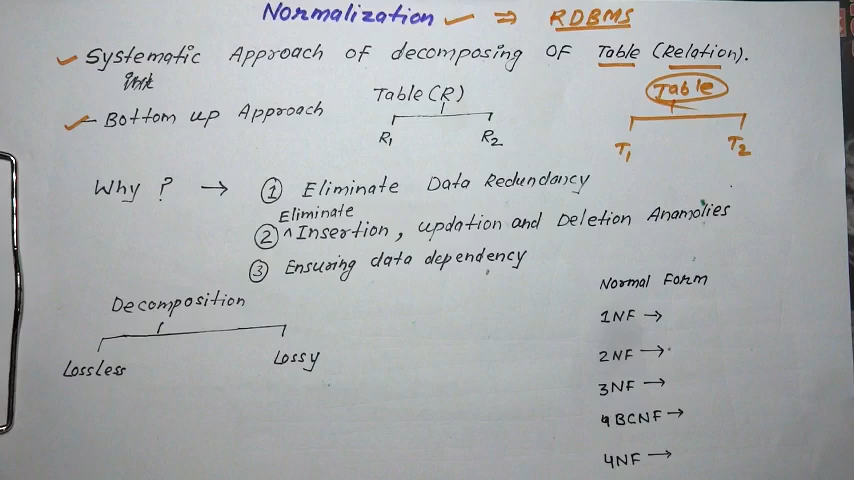 Normalization ✓ ⇒ RDBMS
✓ Systematic Approach of decomposing OF Table (Relation).
✓ - Bottom up Approach
Table (R)
R1 R2
Table
T1 T2
Why ? → ① Eliminate Data Redundancy
Eliminate
② ^ Insertion, updation and Deletion Anamolies
③ Ensuring data dependency
Decomposition
Lossless Lossy
Normal Form
1NF →
2NF →
3NF →
4BCNF →
4NF →